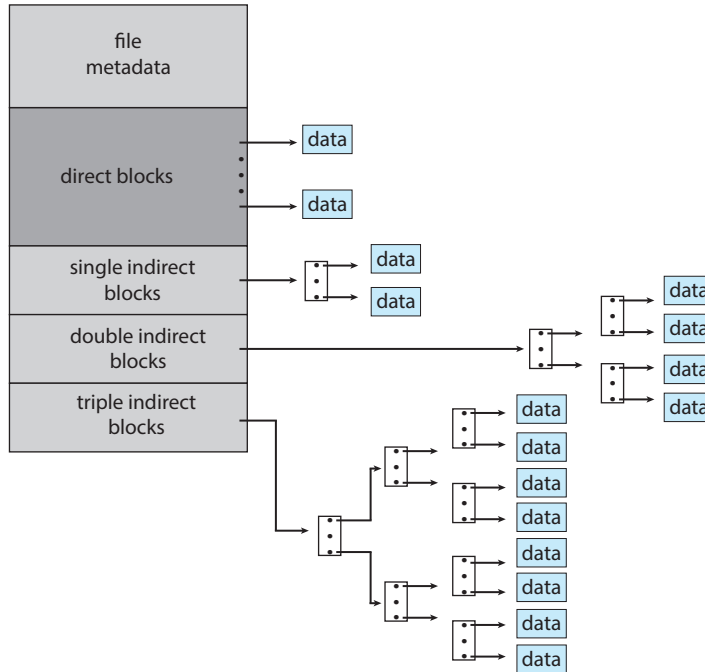 file
metadata
direct blocks
data
data
single indirect
blocks
data
data
double indirect
blocks
data
data
data
data
triple indirect
blocks
data
data
data
data
data
data
data
data